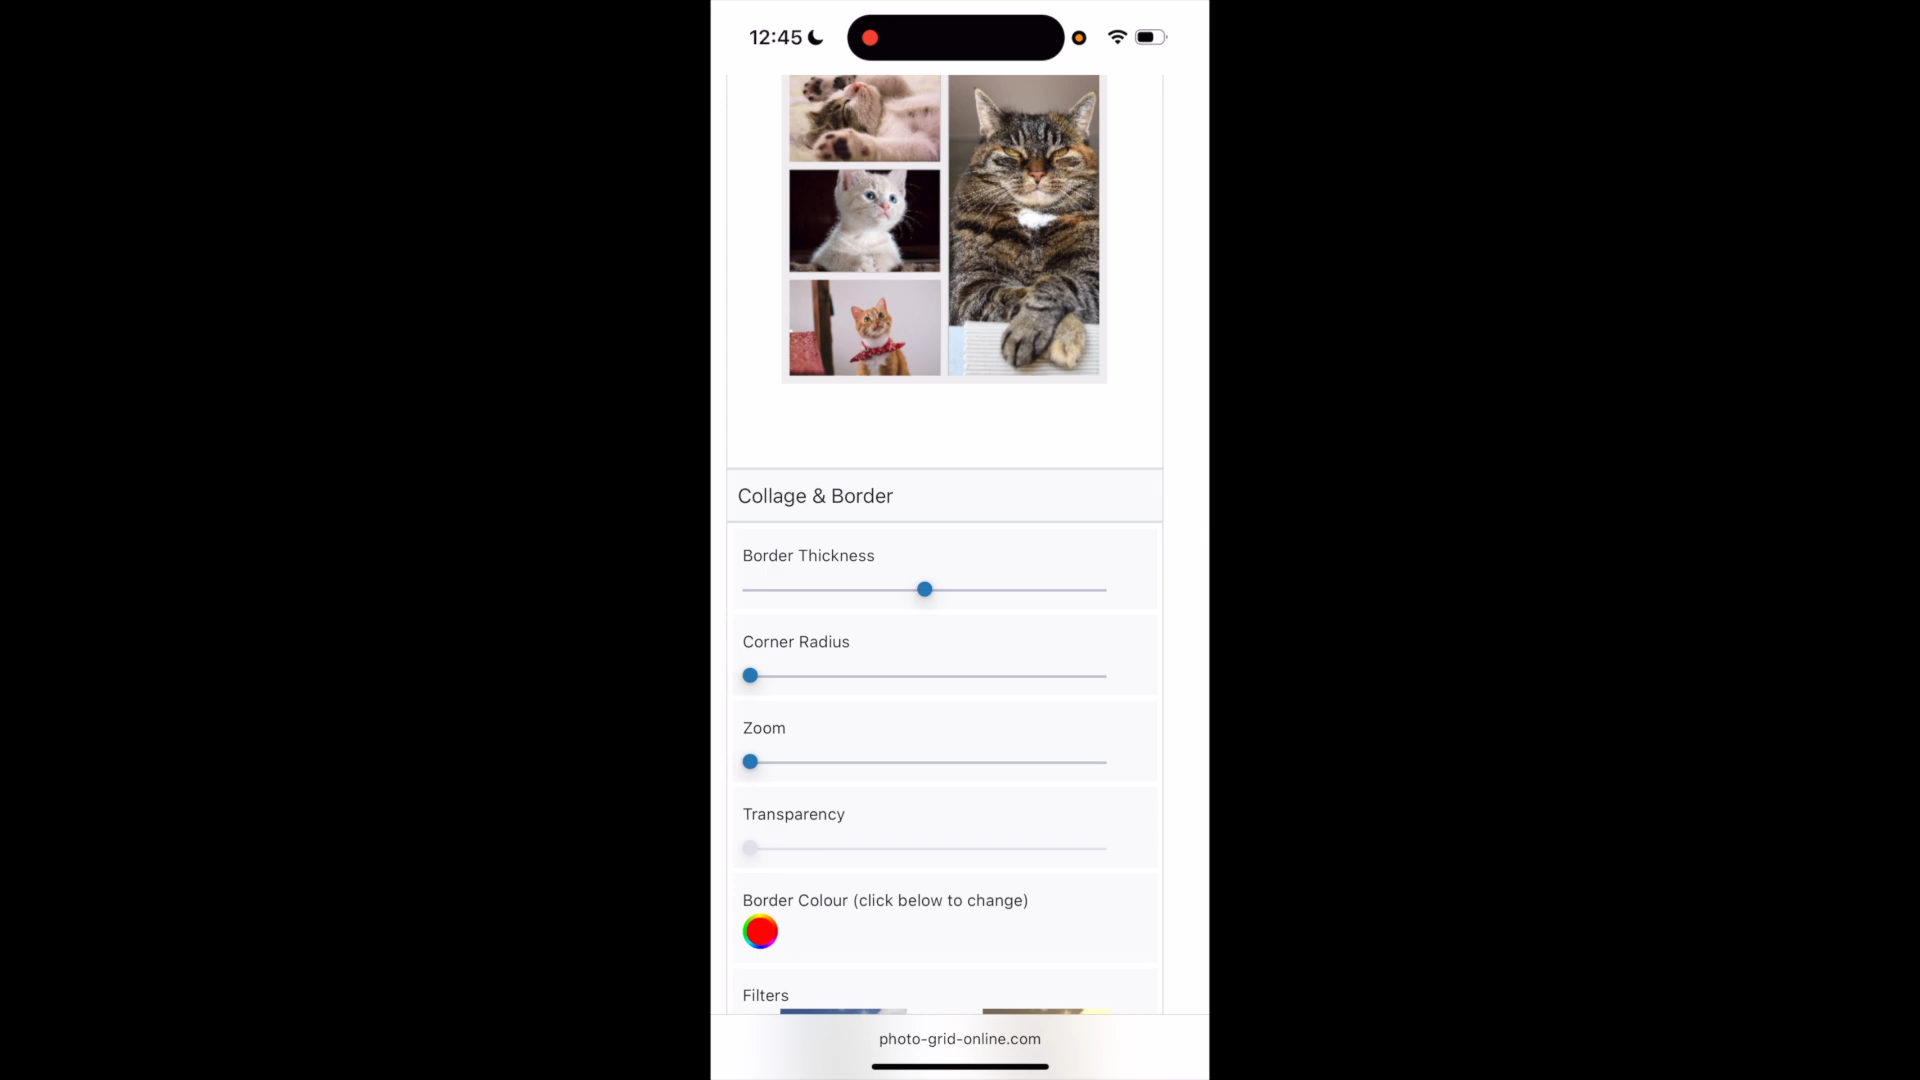 12:45
Collage & Border
Border Thickness
Corner Radius
Zoom
Transparency
Border Colour (click below to change)
Filters
photo-grid-online.com